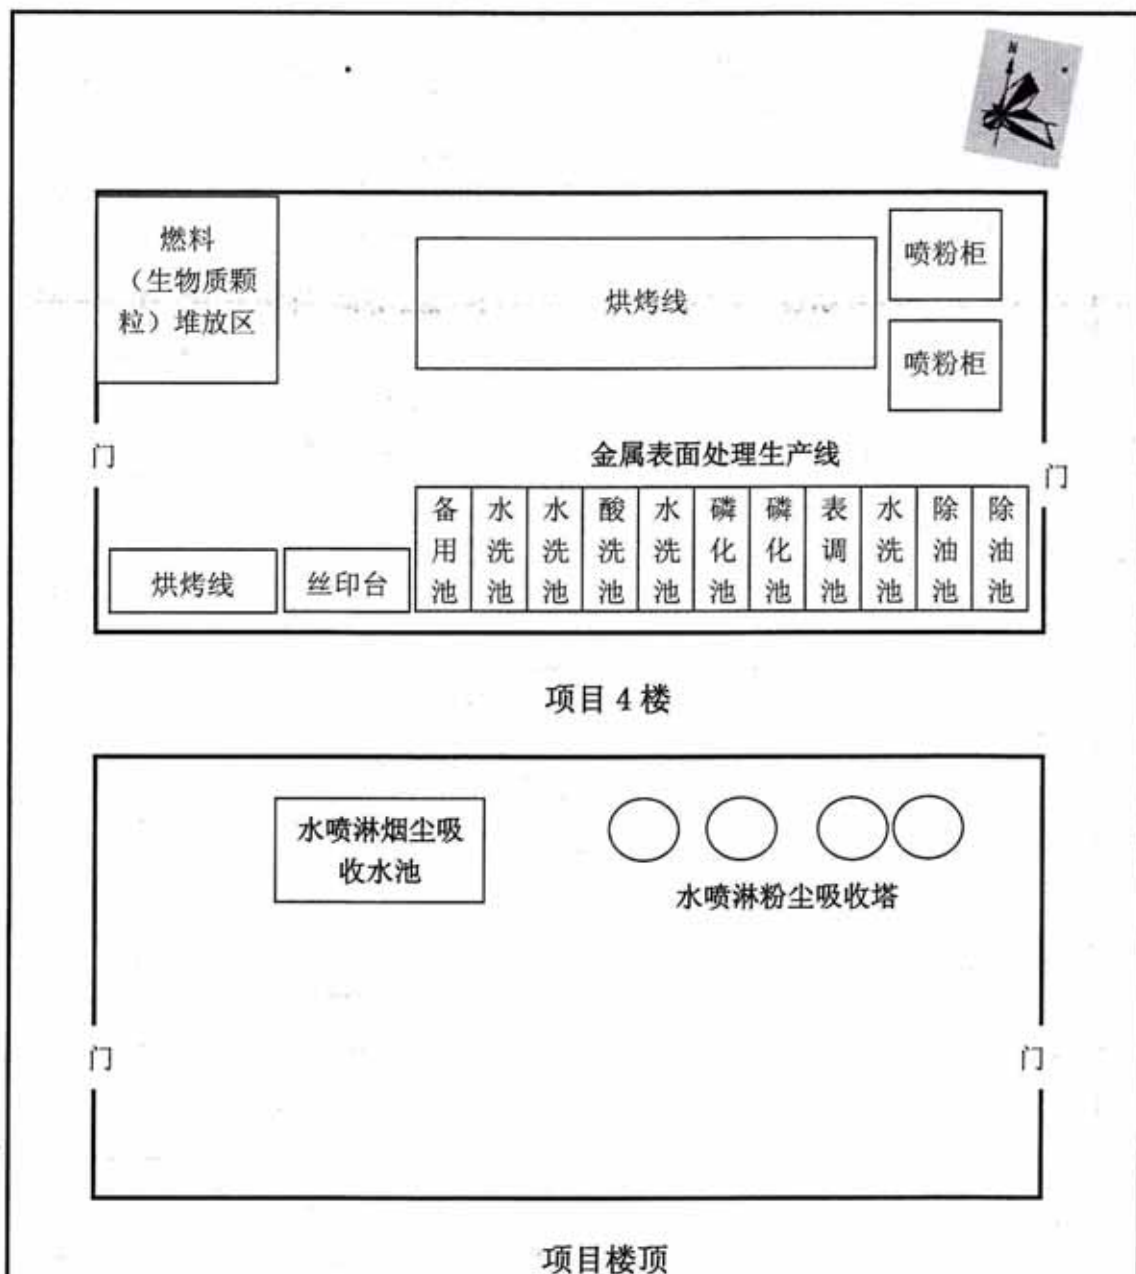 N
燃料
（生物质颗
粒）堆放区
烘烤线
喷粉柜
喷粉柜
门
金属表面处理生产线
门
备用池
水洗池
水洗池
酸洗池
水洗池
磷化池
磷化池
表调池
水洗池
除油池
除油池
烘烤线
丝印台
项目 4 楼
水喷淋烟尘吸
收水池
水喷淋粉尘吸收塔
门
门
项目楼顶